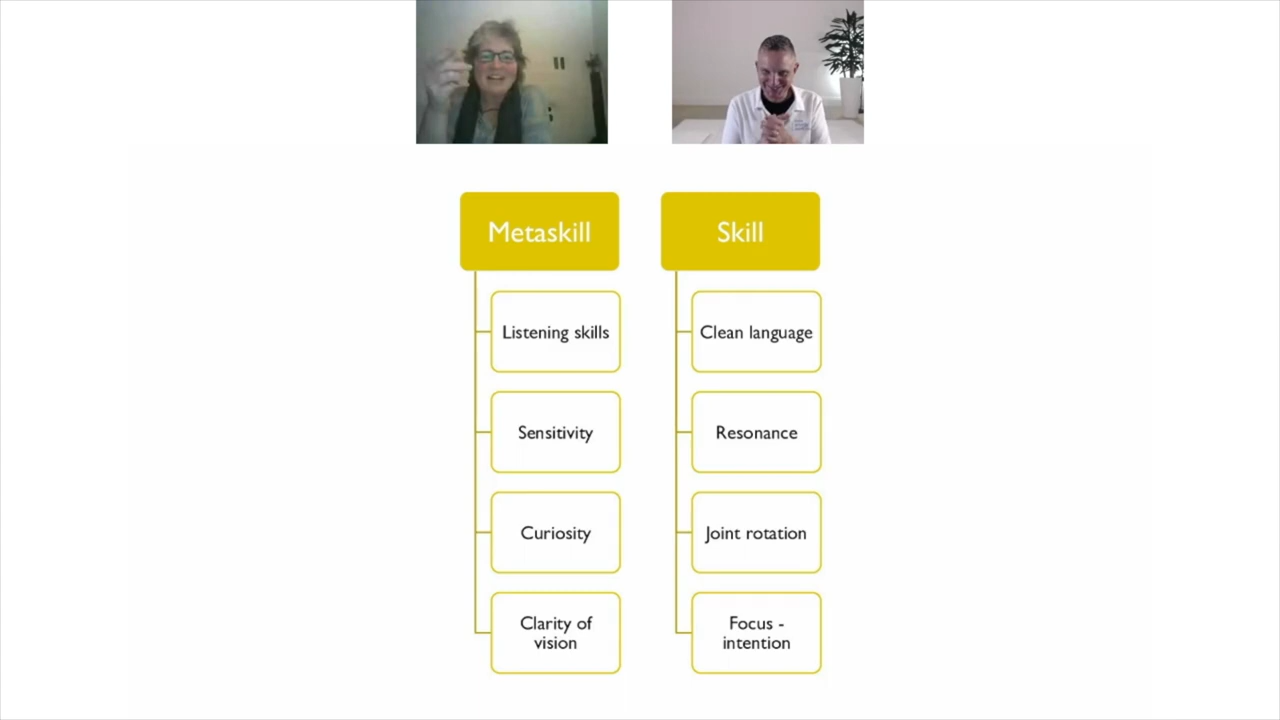 Metaskill
Listening skills
Sensitivity
Curiosity
Clarity of
vision
Skill
Clean language
Resonance
Joint rotation
Focus -
intention